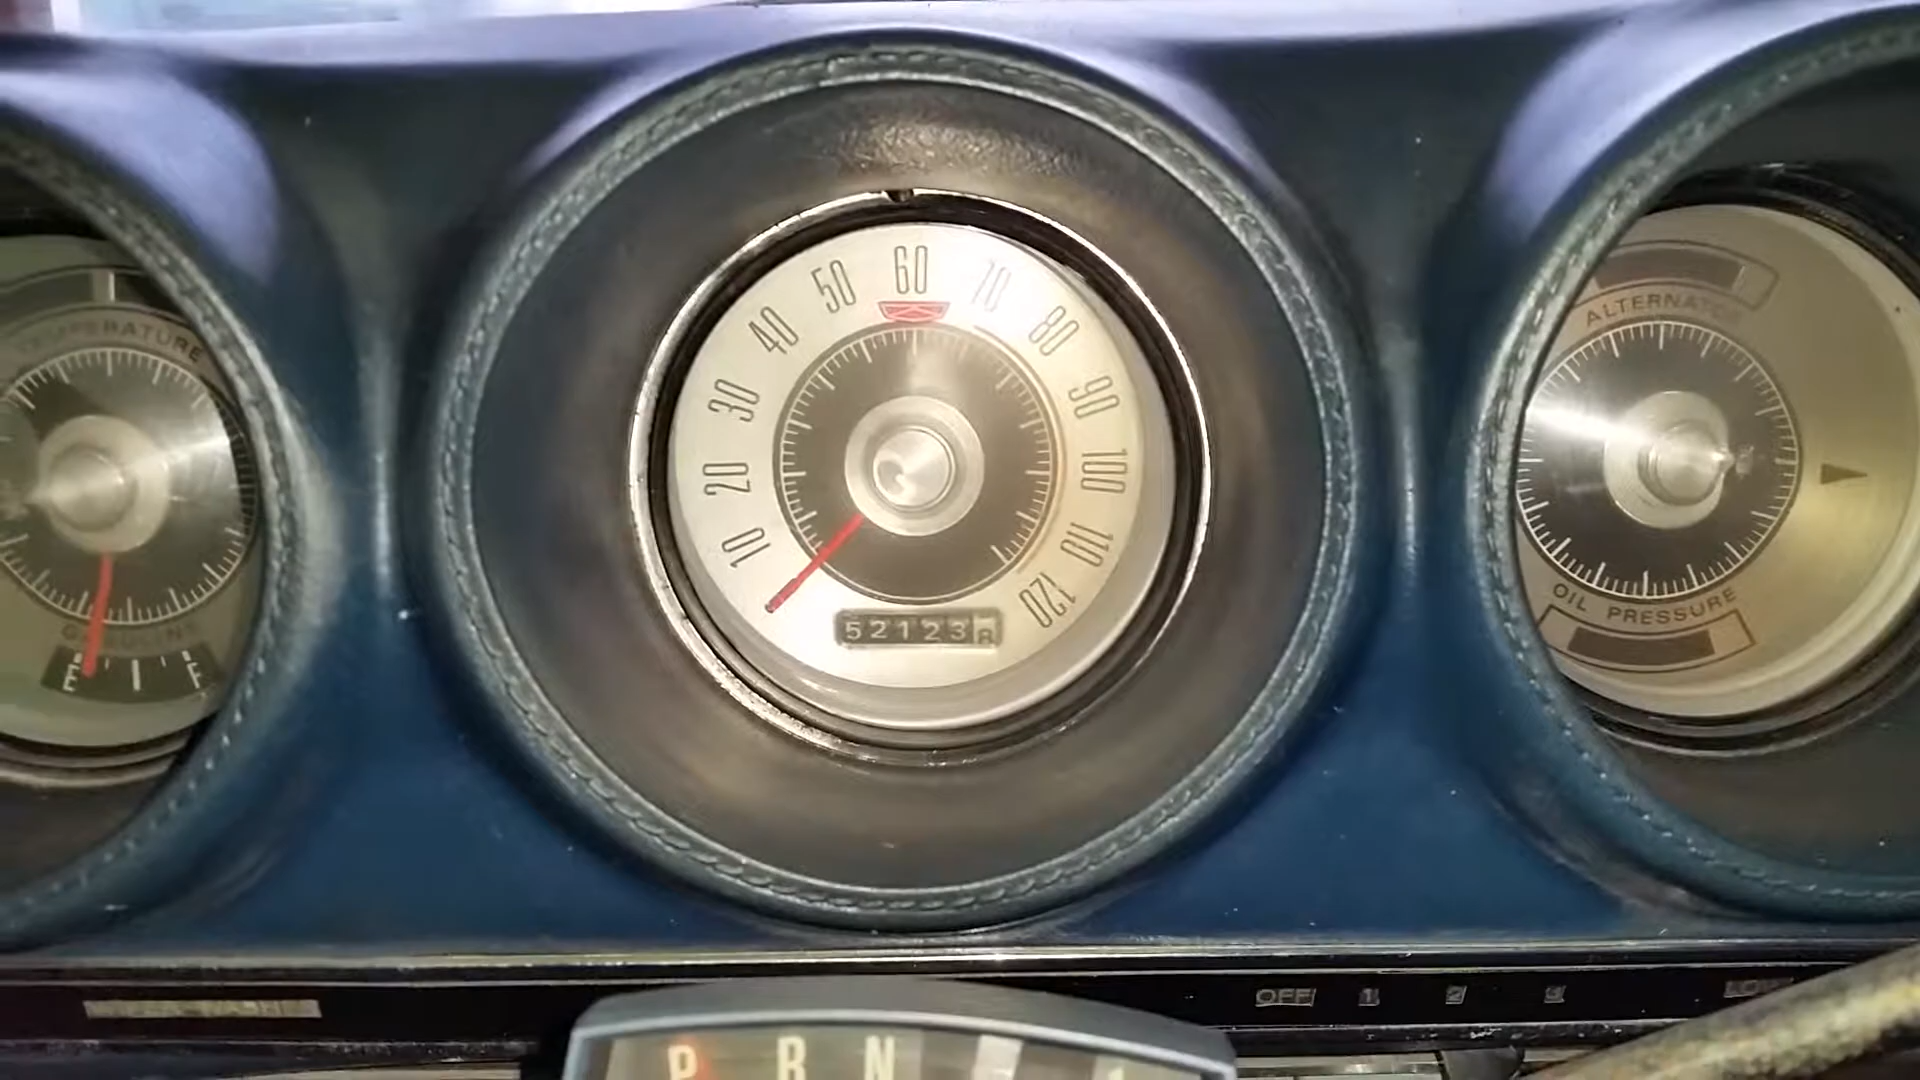 TEMPERATURE
GASOLINE
E F
10 20 30 40 50 60 70 80 90 100 110 120
52123
ALTERNATOR
OIL PRESSURE
OFF 1 2 3
P R N